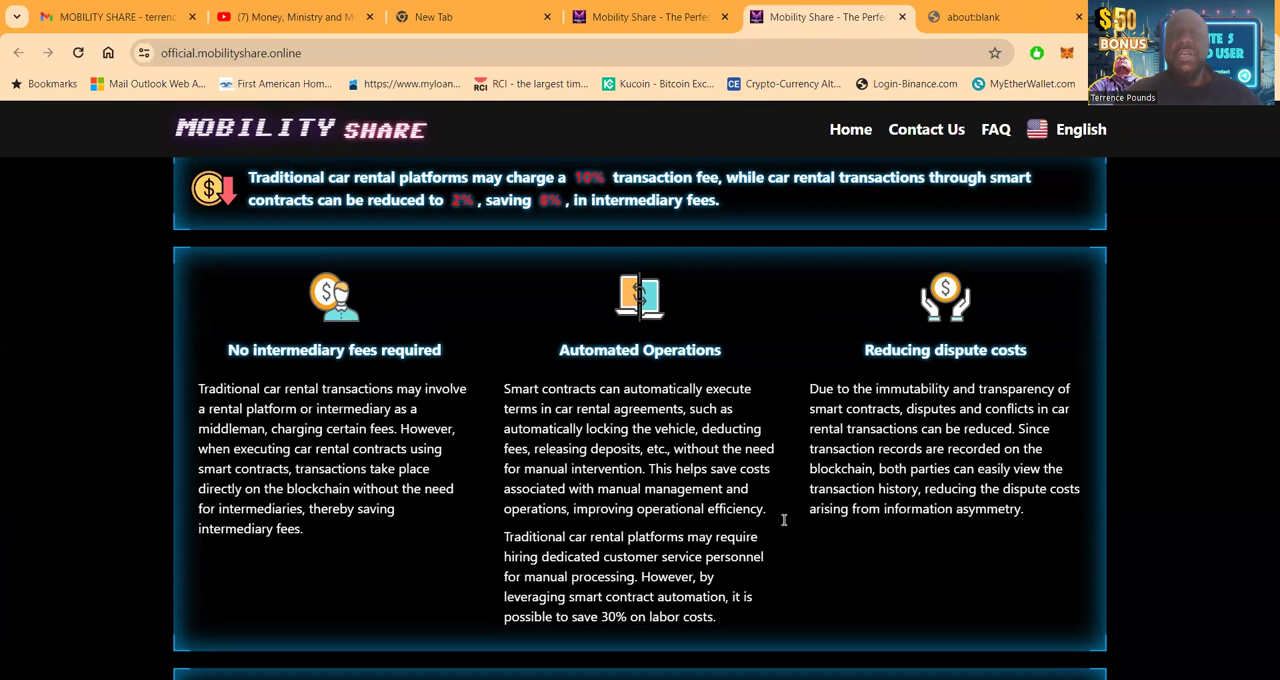 MOBILITY SHARE - terrenc
(7) Money, Ministry and M
New Tab
Mobility Share - The Perfec
Mobility Share - The Perfec
about:blank
official.mobilityshare.online
Bookmarks
Mail Outlook Web A...
First American Hom...
https://www.myloan...
RCI - the largest tim...
Kucoin - Bitcoin Exc...
Crypto-Currency Alt...
Login-Binance.com
MyEtherWallet.com
$50
BONUS
Terrence Pounds
MOBILITY SHARE
Home
Contact Us
FAQ
English
Traditional car rental platforms may charge a 10% transaction fee, while car rental transactions through smart
contracts can be reduced to 2% , saving 8% , in intermediary fees.
No intermediary fees required
Traditional car rental transactions may involve
a rental platform or intermediary as a
middleman, charging certain fees. However,
when executing car rental contracts using
smart contracts, transactions take place
directly on the blockchain without the need
for intermediaries, thereby saving
intermediary fees.
Automated Operations
Smart contracts can automatically execute
terms in car rental agreements, such as
automatically locking the vehicle, deducting
fees, releasing deposits, etc., without the need
for manual intervention. This helps save costs
associated with manual management and
operations, improving operational efficiency.
Traditional car rental platforms may require
hiring dedicated customer service personnel
for manual processing. However, by
leveraging smart contract automation, it is
possible to save 30% on labor costs.
Reducing dispute costs
Due to the immutability and transparency of
smart contracts, disputes and conflicts in car
rental transactions can be reduced. Since
transaction records are recorded on the
blockchain, both parties can easily view the
transaction history, reducing the dispute costs
arising from information asymmetry.